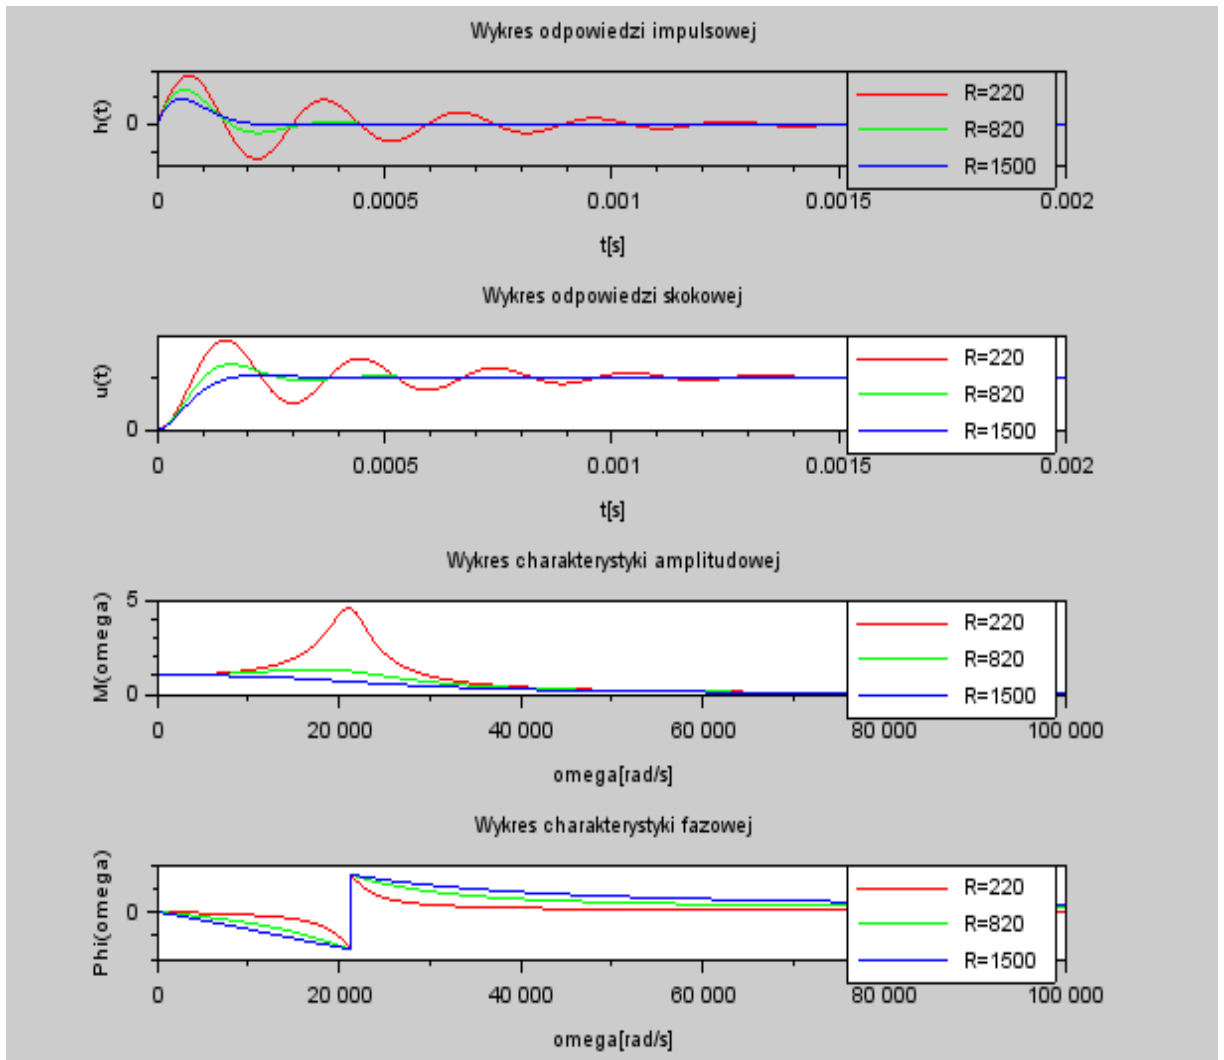 Wykres odpowiedzi impulsowej
h(t)
0
R=220
R=820
R=1500
0 0.0005 0.001 0.0015 0.002
t[s]
Wykres odpowiedzi skokowej
u(t)
0
R=220
R=820
R=1500
0 0.0005 0.001 0.0015 0.002
t[s]
Wykres charakterystyki amplitudowej
M(omega)
5
0
R=220
R=820
R=1500
0 20 000 40 000 60 000 80 000 100 000
omega[rad/s]
Wykres charakterystyki fazowej
Phi(omega)
0
R=220
R=820
R=1500
0 20 000 40 000 60 000 80 000 100 000
omega[rad/s]